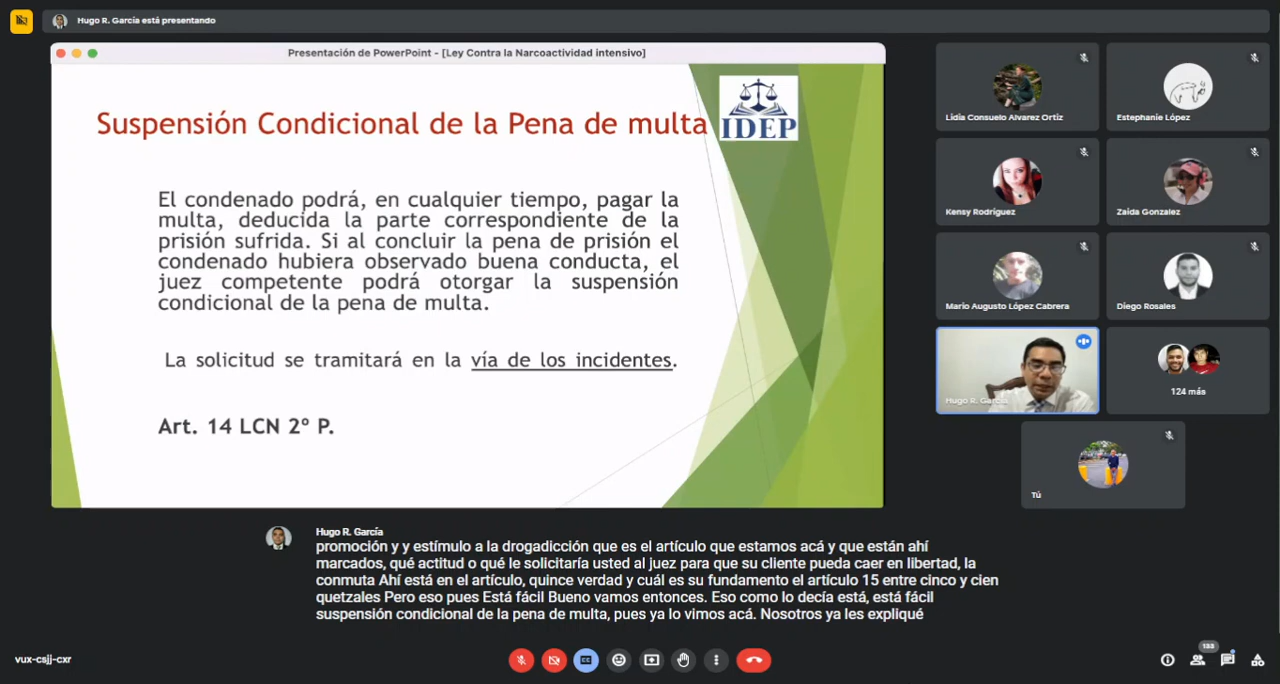 Hugo R. García está presentando
Presentación de PowerPoint - [Ley Contra la Narcoactividad intensivo]
Suspensión Condicional de la Pena de multa
IDEP
El condenado podrá, en cualquier tiempo, pagar la
multa, deducida la parte correspondiente de la
prisión sufrida. Si al concluir la pena de prisión el
condenado hubiera observado buena conducta, el
juez competente podrá otorgar la suspensión
condicional de la pena de multa.
La solicitud se tramitará en la vía de los incidentes.
Art. 14 LCN 2º P.
Lidia Consuelo Alvarez Ortiz
Estephanie López
Kensy Rodríguez
Zaida Gonzalez
Mario Augusto López Cabrera
Diego Rosales
Hugo R. García
124 más
Tú
Hugo R. García
promoción y y estímulo a la drogadicción que es el artículo que estamos acá y que están ahí
marcados, qué actitud o qué le solicitaría usted al juez para que su cliente pueda caer en libertad, la
conmuta Ahí está en el artículo, quince verdad y cuál es su fundamento el artículo 15 entre cinco y cien
quetzales Pero eso pues Está fácil Bueno vamos entonces. Eso como lo decía está, está fácil
suspensión condicional de la pena de multa, pues ya lo vimos acá. Nosotros ya les expliqué
vux-csjj-cxr
CC
133